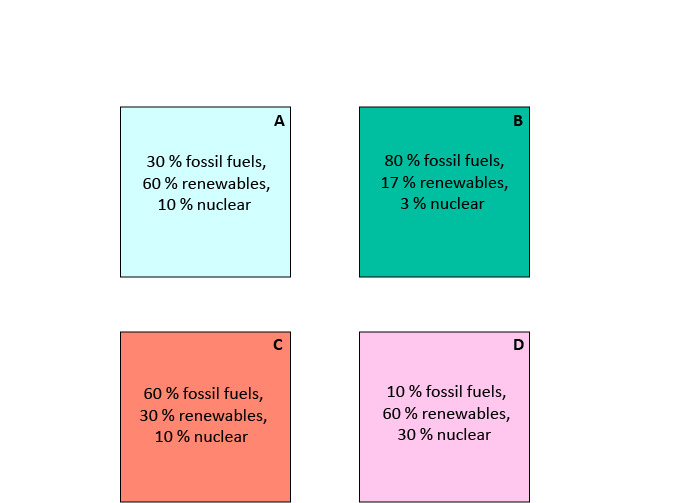 A
30 % fossil fuels,
60 % renewables,
10 % nuclear
B
80 % fossil fuels,
17 % renewables,
3 % nuclear
C
60 % fossil fuels,
30 % renewables,
10 % nuclear
D
10 % fossil fuels,
60 % renewables,
30 % nuclear